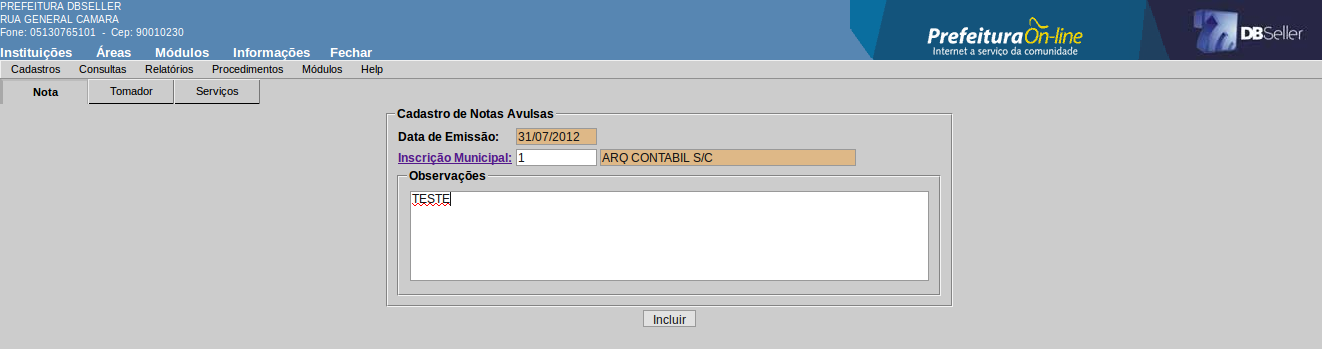 PREFEITURA DBSELLER
RUA GENERAL CAMARA
Fone: 05130765101  -  Cep: 90010230
Instituições Áreas Módulos Informações Fechar
Prefeitura On-line
Internet a serviço da comunidade
DBSeller
Cadastros Consultas Relatórios Procedimentos Módulos Help
Nota Tomador Serviços
Cadastro de Notas Avulsas
Data de Emissão: 31/07/2012
Inscrição Municipal: 1 ARQ CONTABIL S/C
Observações
TESTE
Incluir